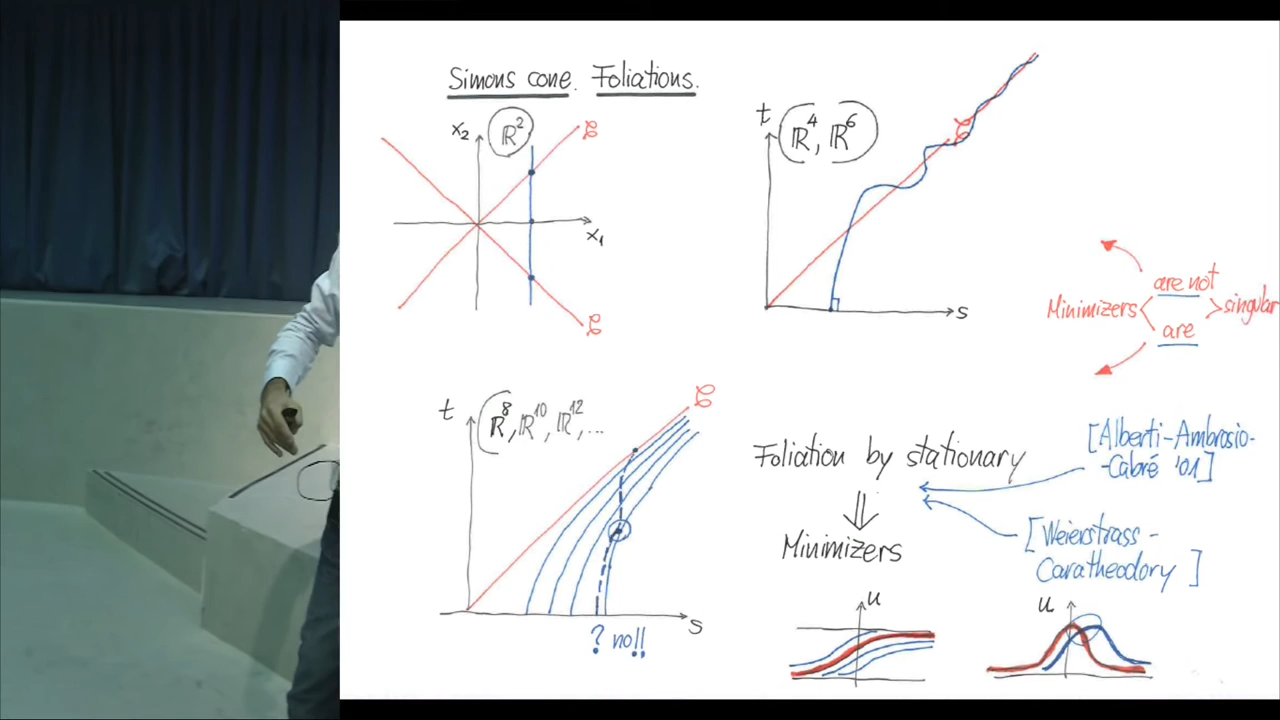 Simons cone. Foliations.
x₂
ℝ²
𝓛
x₁
𝓛
t
(ℝ⁴, ℝ⁶)
𝓛
s
Minimizers < are not > singular
are
t
(ℝ⁸, ℝ¹⁰, ℝ¹², ...
𝓛
s
? no!!
Foliation by stationary
⇓
Minimizers
[Alberti-Ambrosio-
-Cabré '01]
[Weierstrass-
Caratheodory]
u
u